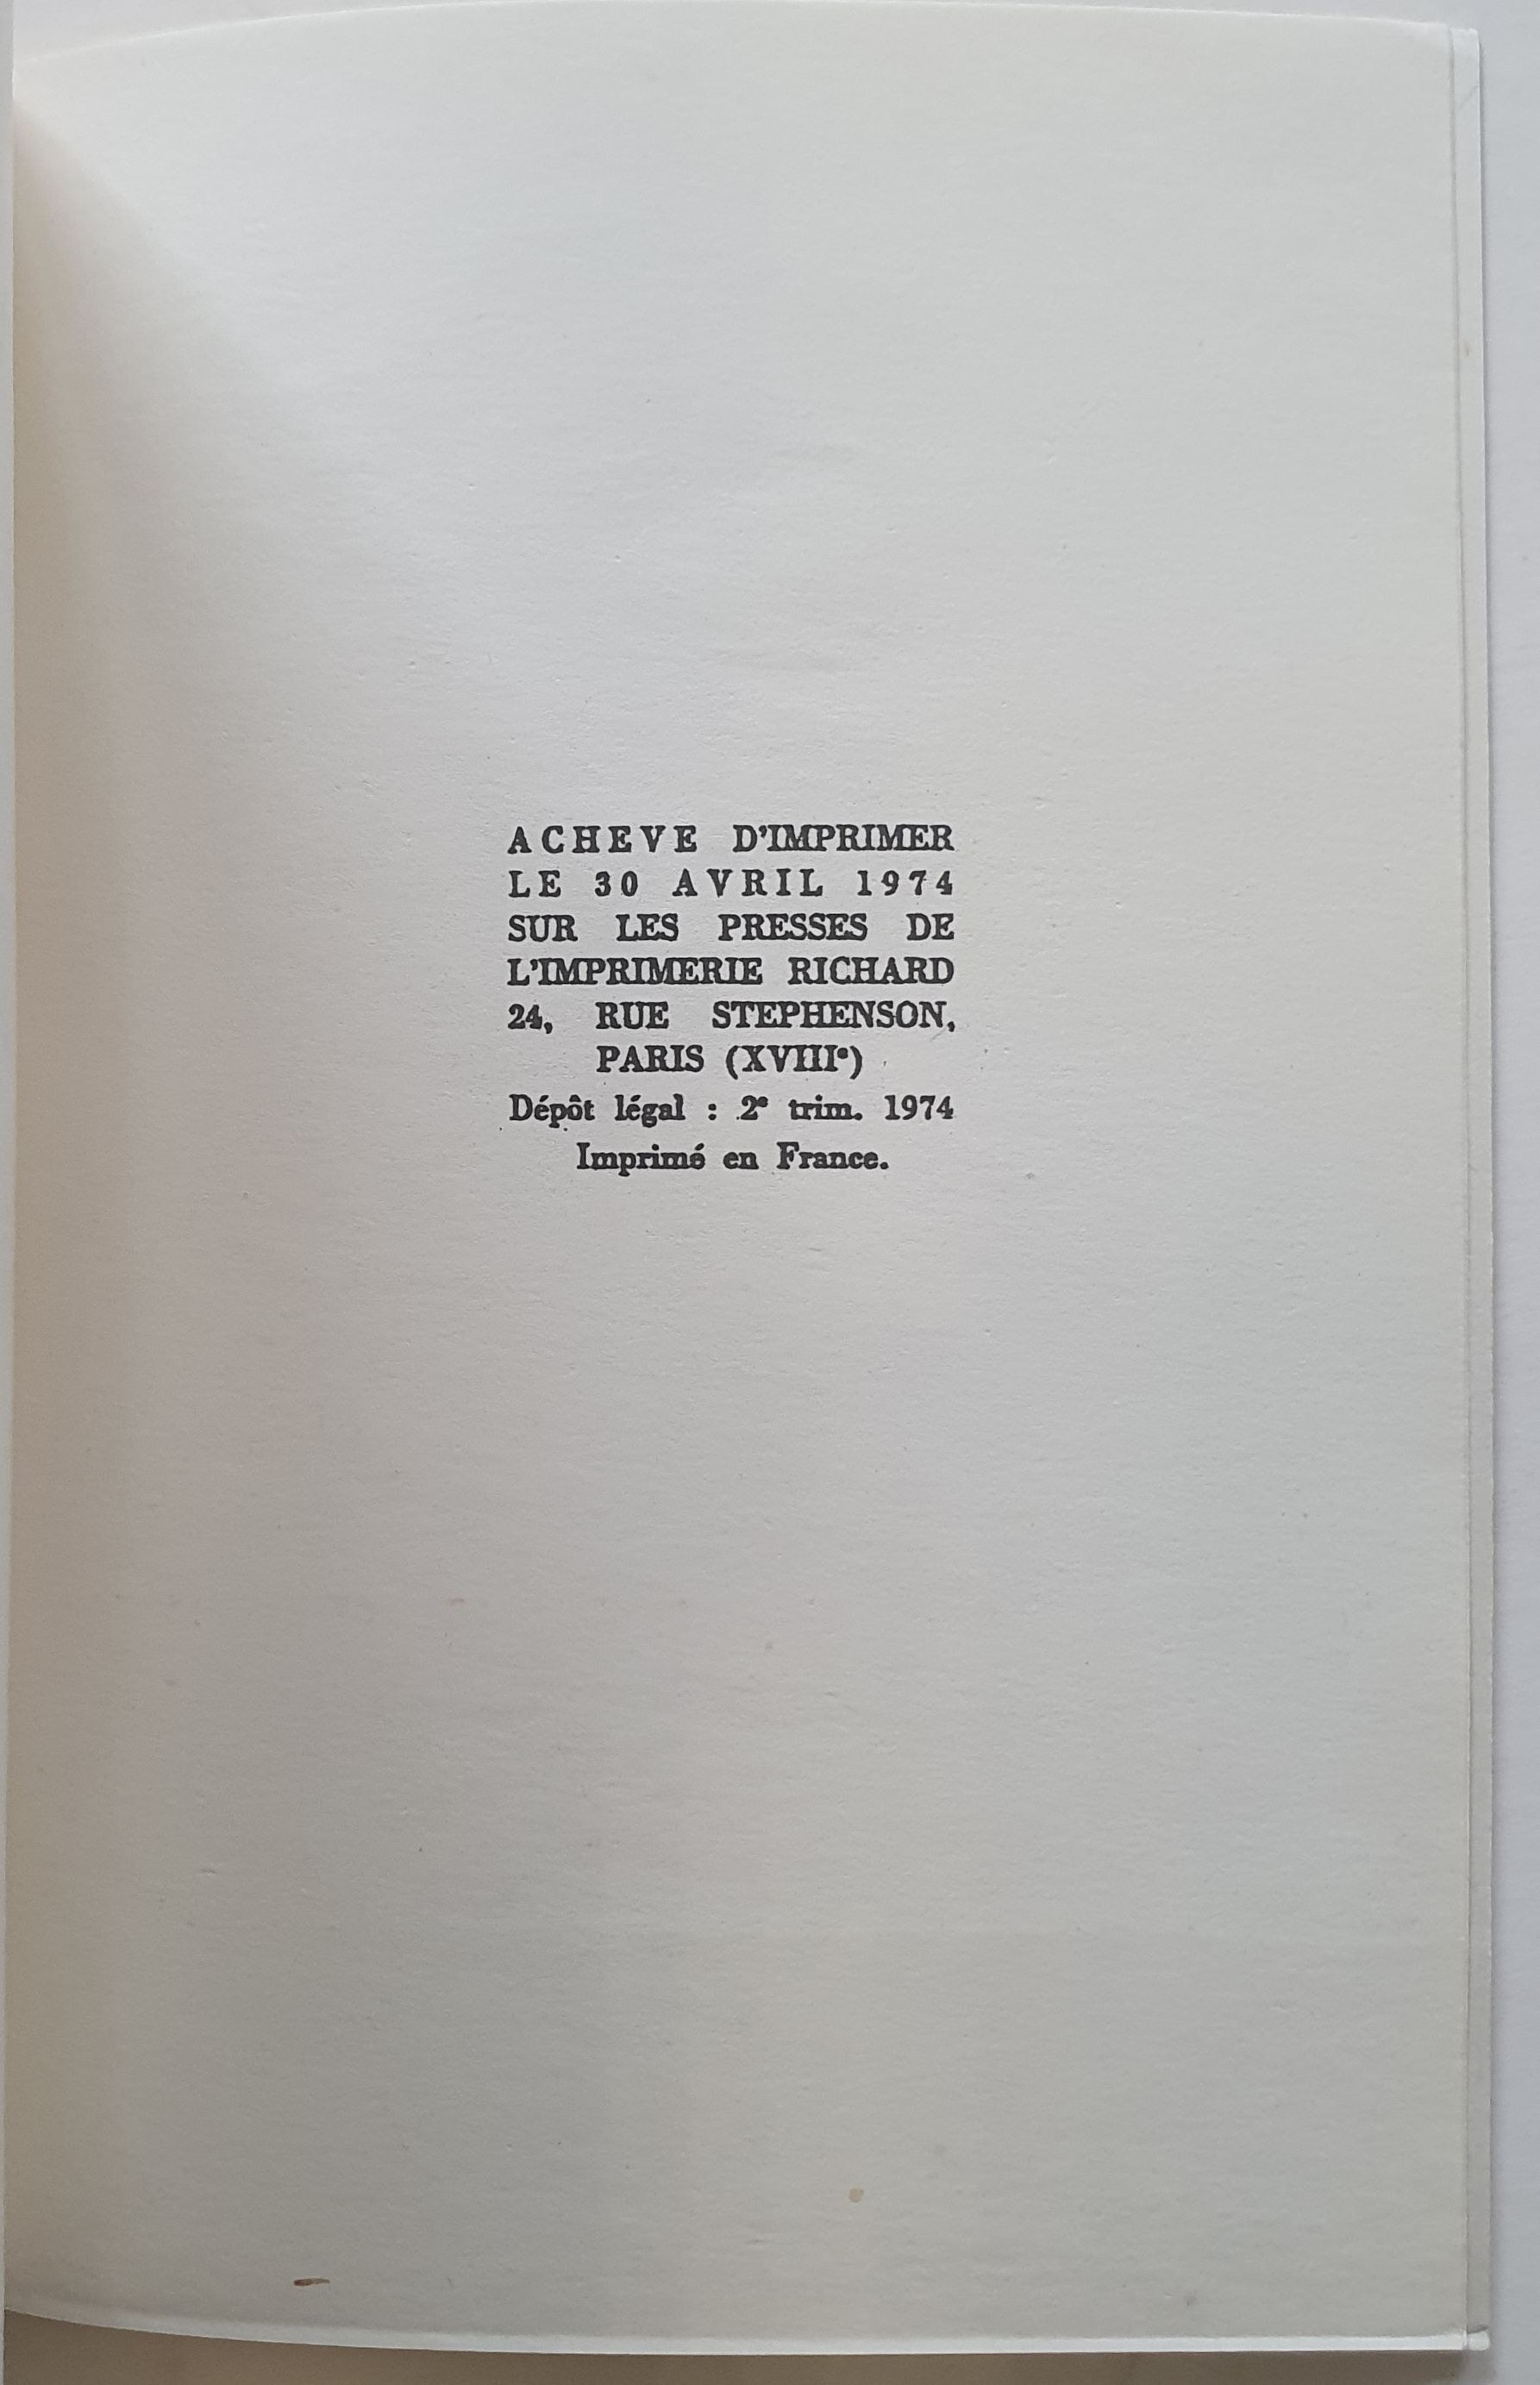 ACHEVE D'IMPRIMER
LE 30 AVRIL 1974
SUR LES PRESSES DE
L'IMPRIMERIE RICHARD
24, RUE STEPHENSON,
PARIS (XVIIIe)
Dépôt légal : 2e trim. 1974
Imprimé en France.